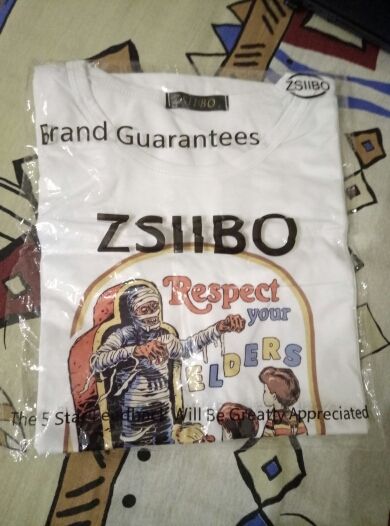 ZSIIBO
ZSIIBO
Brand Guarantees
ZSIIBO
Respect
your
ELDERS
The 5 Star Feedback Will Be Greatly Appreciated